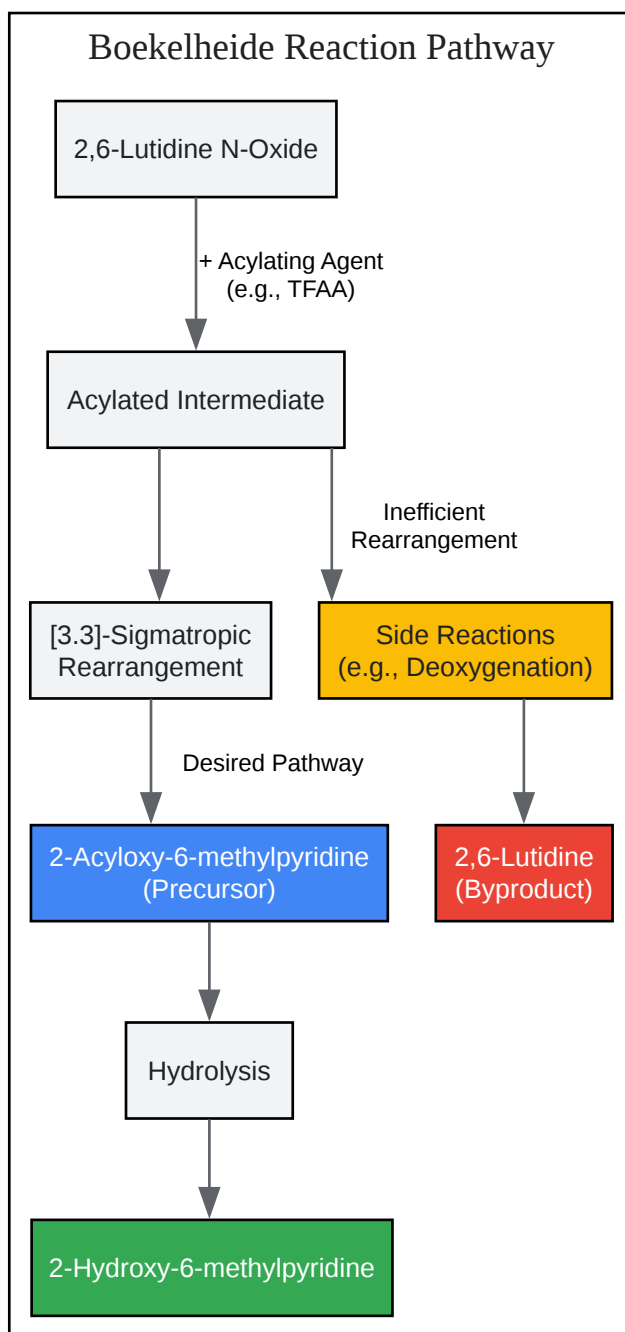 Boekelheide Reaction Pathway
2,6-Lutidine N-Oxide
+ Acylating Agent
(e.g., TFAA)
Acylated Intermediate
Inefficient
Rearrangement
[3.3]-Sigmatropic
Rearrangement
Side Reactions
(e.g., Deoxygenation)
Desired Pathway
2-Acyloxy-6-methylpyridine
(Precursor)
2,6-Lutidine
(Byproduct)
Hydrolysis
2-Hydroxy-6-methylpyridine